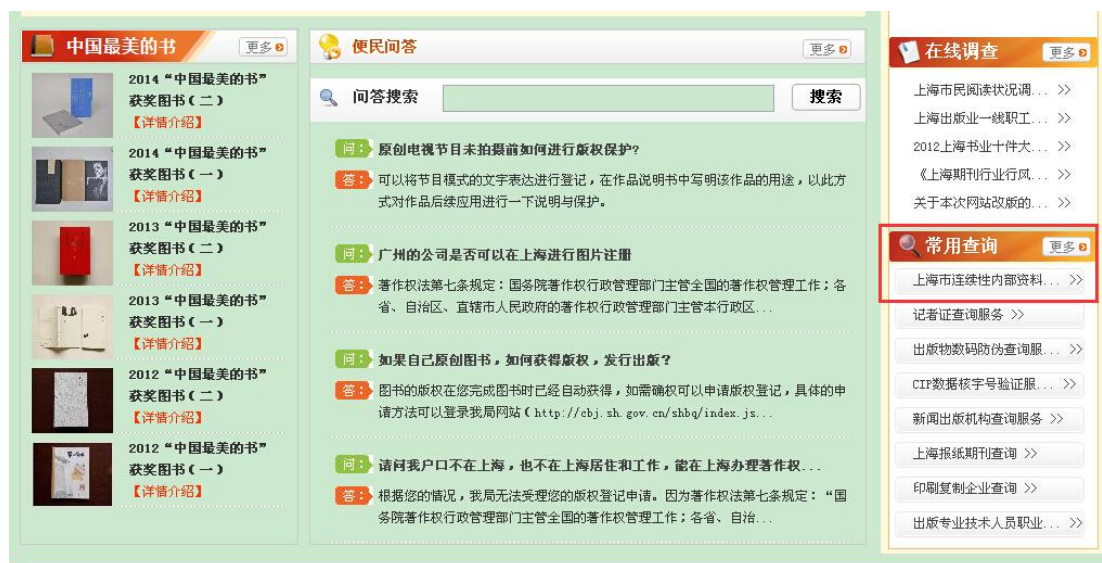 中国最美的书
更多
2014“中国最美的书”
获奖图书(二)
【详情介绍】
2014“中国最美的书”
获奖图书(一)
【详情介绍】
2013“中国最美的书”
获奖图书(二)
【详情介绍】
2013“中国最美的书”
获奖图书(一)
【详情介绍】
2012“中国最美的书”
获奖图书(二)
【详情介绍】
2012“中国最美的书”
获奖图书(一)
【详情介绍】
便民问答
更多
问答搜索
搜索
问: 原创电视节目未拍摄前如何进行版权保护?
答: 可以将节目模式的文字表达进行登记，在作品说明书中写明该作品的用途，以此方
式对作品后续应用进行一下说明与保护。
问: 广州的公司是否可以在上海进行图片注册
答: 著作权法第七条规定：国务院著作权行政管理部门主管全国的著作权管理工作；各
省、自治区、直辖市人民政府的著作权行政管理部门主管本行政区...
问: 如果自己原创图书，如何获得版权，发行出版？
答: 图书的版权在您完成图书时已经自动获得，如需确权可以申请版权登记，具体的申
请方法可以登录我局网站(http://cbj.sh.gov.cn/shbq/index.js...
问: 请问我户口不在上海，也不在上海居住和工作，能在上海办理著作权...
答: 根据您的情况，我局无法受理您的版权登记申请。因为著作权法第七条规定：“国
务院著作权行政管理部门主管全国的著作权管理工作；各省、自治...
在线调查
更多
上海市民阅读状况调... >>
上海出版业一线职工... >>
2012上海书业十件大... >>
《上海期刊行业行风... >>
关于本次网站改版的... >>
常用查询
更多
上海市连续性内部资料... >>
记者证查询服务 >>
出版物数码防伪查询服... >>
CIP数据核字号验证服... >>
新闻出版机构查询服务 >>
上海报纸期刊查询 >>
印刷复制企业查询 >>
出版专业技术人员职业... >>